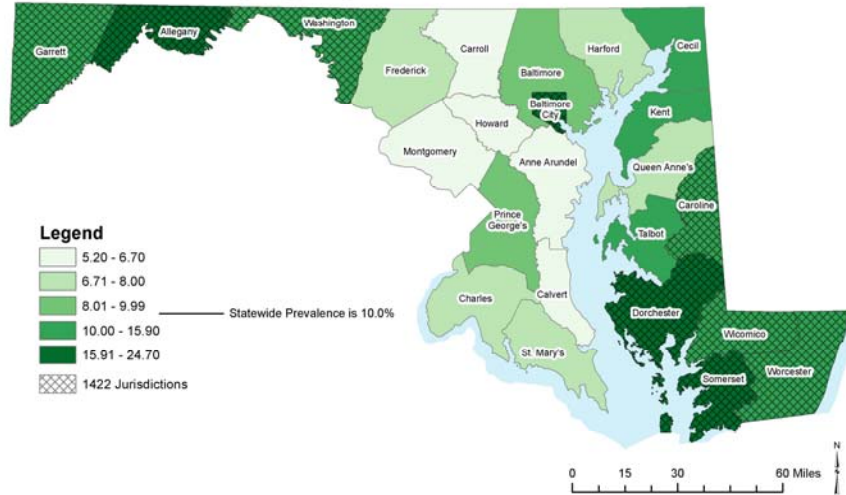 Garrett
Allegany
Washington
Frederick
Carroll
Baltimore
Harford
Cecil
Baltimore
City
Kent
Howard
Montgomery
Anne Arundel
Queen Anne's
Caroline
Prince
George's
Talbot
Calvert
Charles
St. Mary's
Dorchester
Wicomico
Worcester
Somerset
Legend
5.20 - 6.70
6.71 - 8.00
8.01 - 9.99
Statewide Prevalence is 10.0%
10.00 - 15.90
15.91 - 24.70
1422 Jurisdictions
N
0 15 30 60 Miles